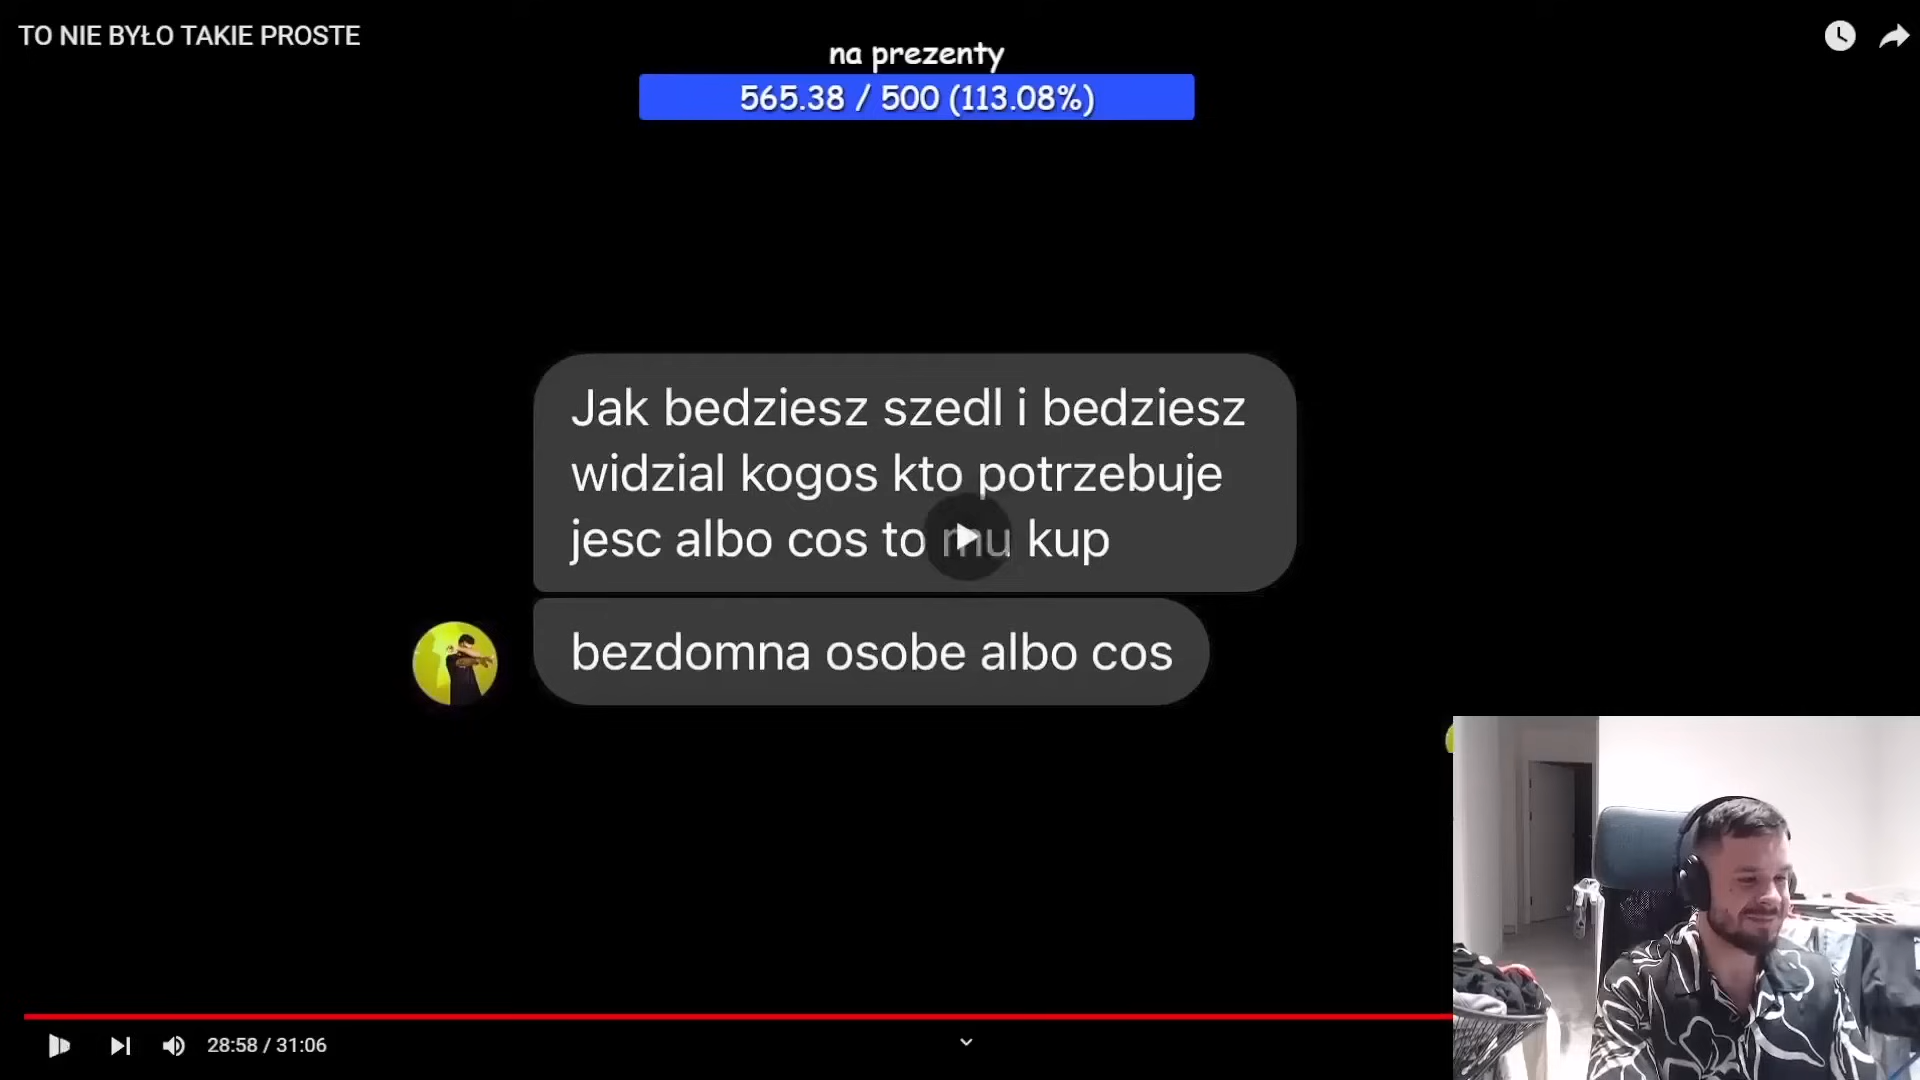 TO NIE BYŁO TAKIE PROSTE
na prezenty
565.38 / 500 (113.08%)
Jak bedziesz szedl i bedziesz
widzial kogos kto potrzebuje
jesc albo cos to mu kup
bezdomna osobe albo cos
28:58 / 31:06